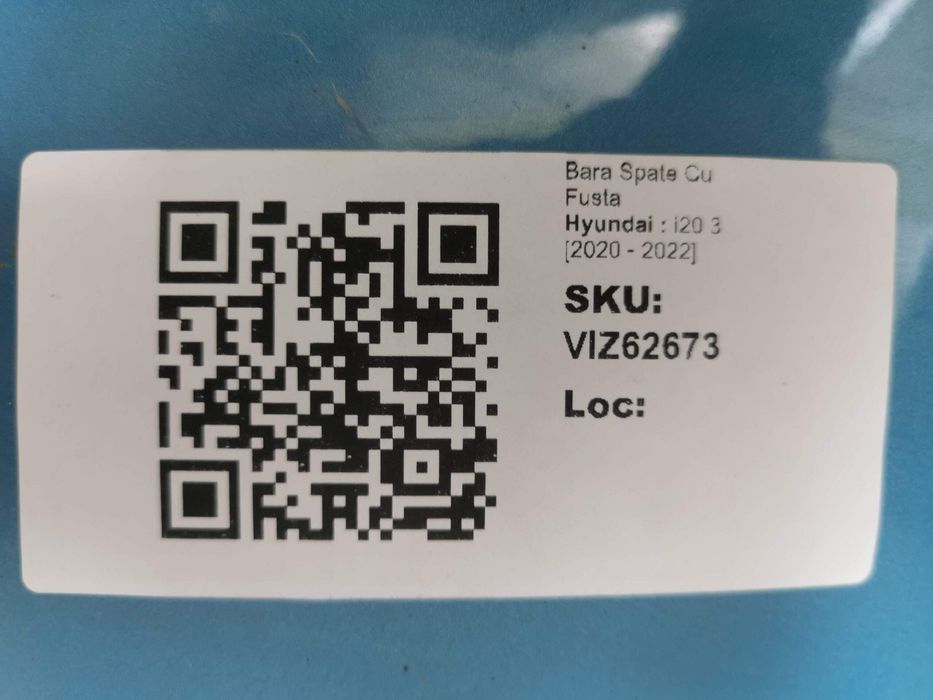 Bara Spate Cu
Fusta
Hyundai : i20 3
[2020 - 2022]
SKU:
VIZ62673
Loc: